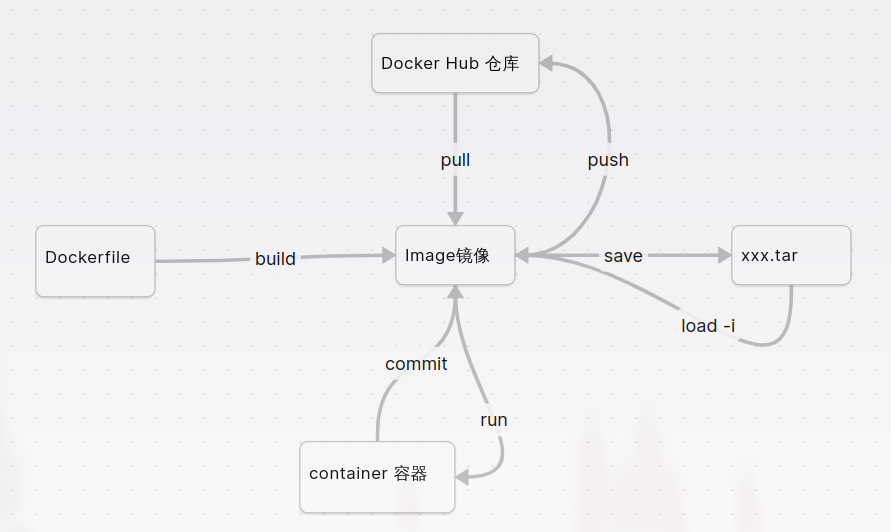 Docker Hub 仓库
pull
push
Dockerfile
build
Image镜像
save
xxx.tar
load -i
commit
run
container 容器